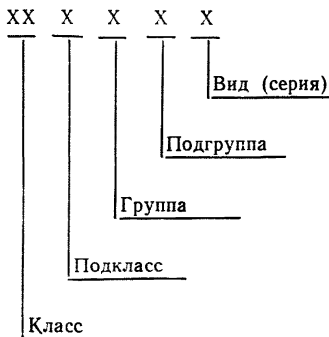 XX X X X X
Вид (серия)
Подгруппа
Группа
Подкласс
Класс